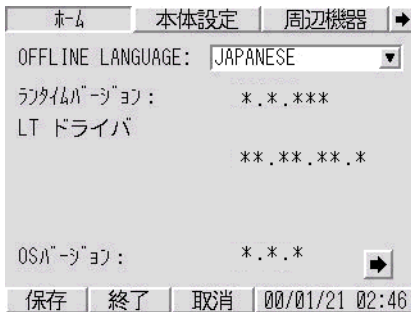 ﾎｰﾑ 本体設定 周辺機器
OFFLINE LANGUAGE: JAPANESE
ﾗﾝﾀｲﾑﾊﾞｰｼﾞｮﾝ : *.*.***
LT ドライバ
**.**.**.*
OSﾊﾞｰｼﾞｮﾝ : *.*.*
保存 終了 取消 00/01/21 02:46